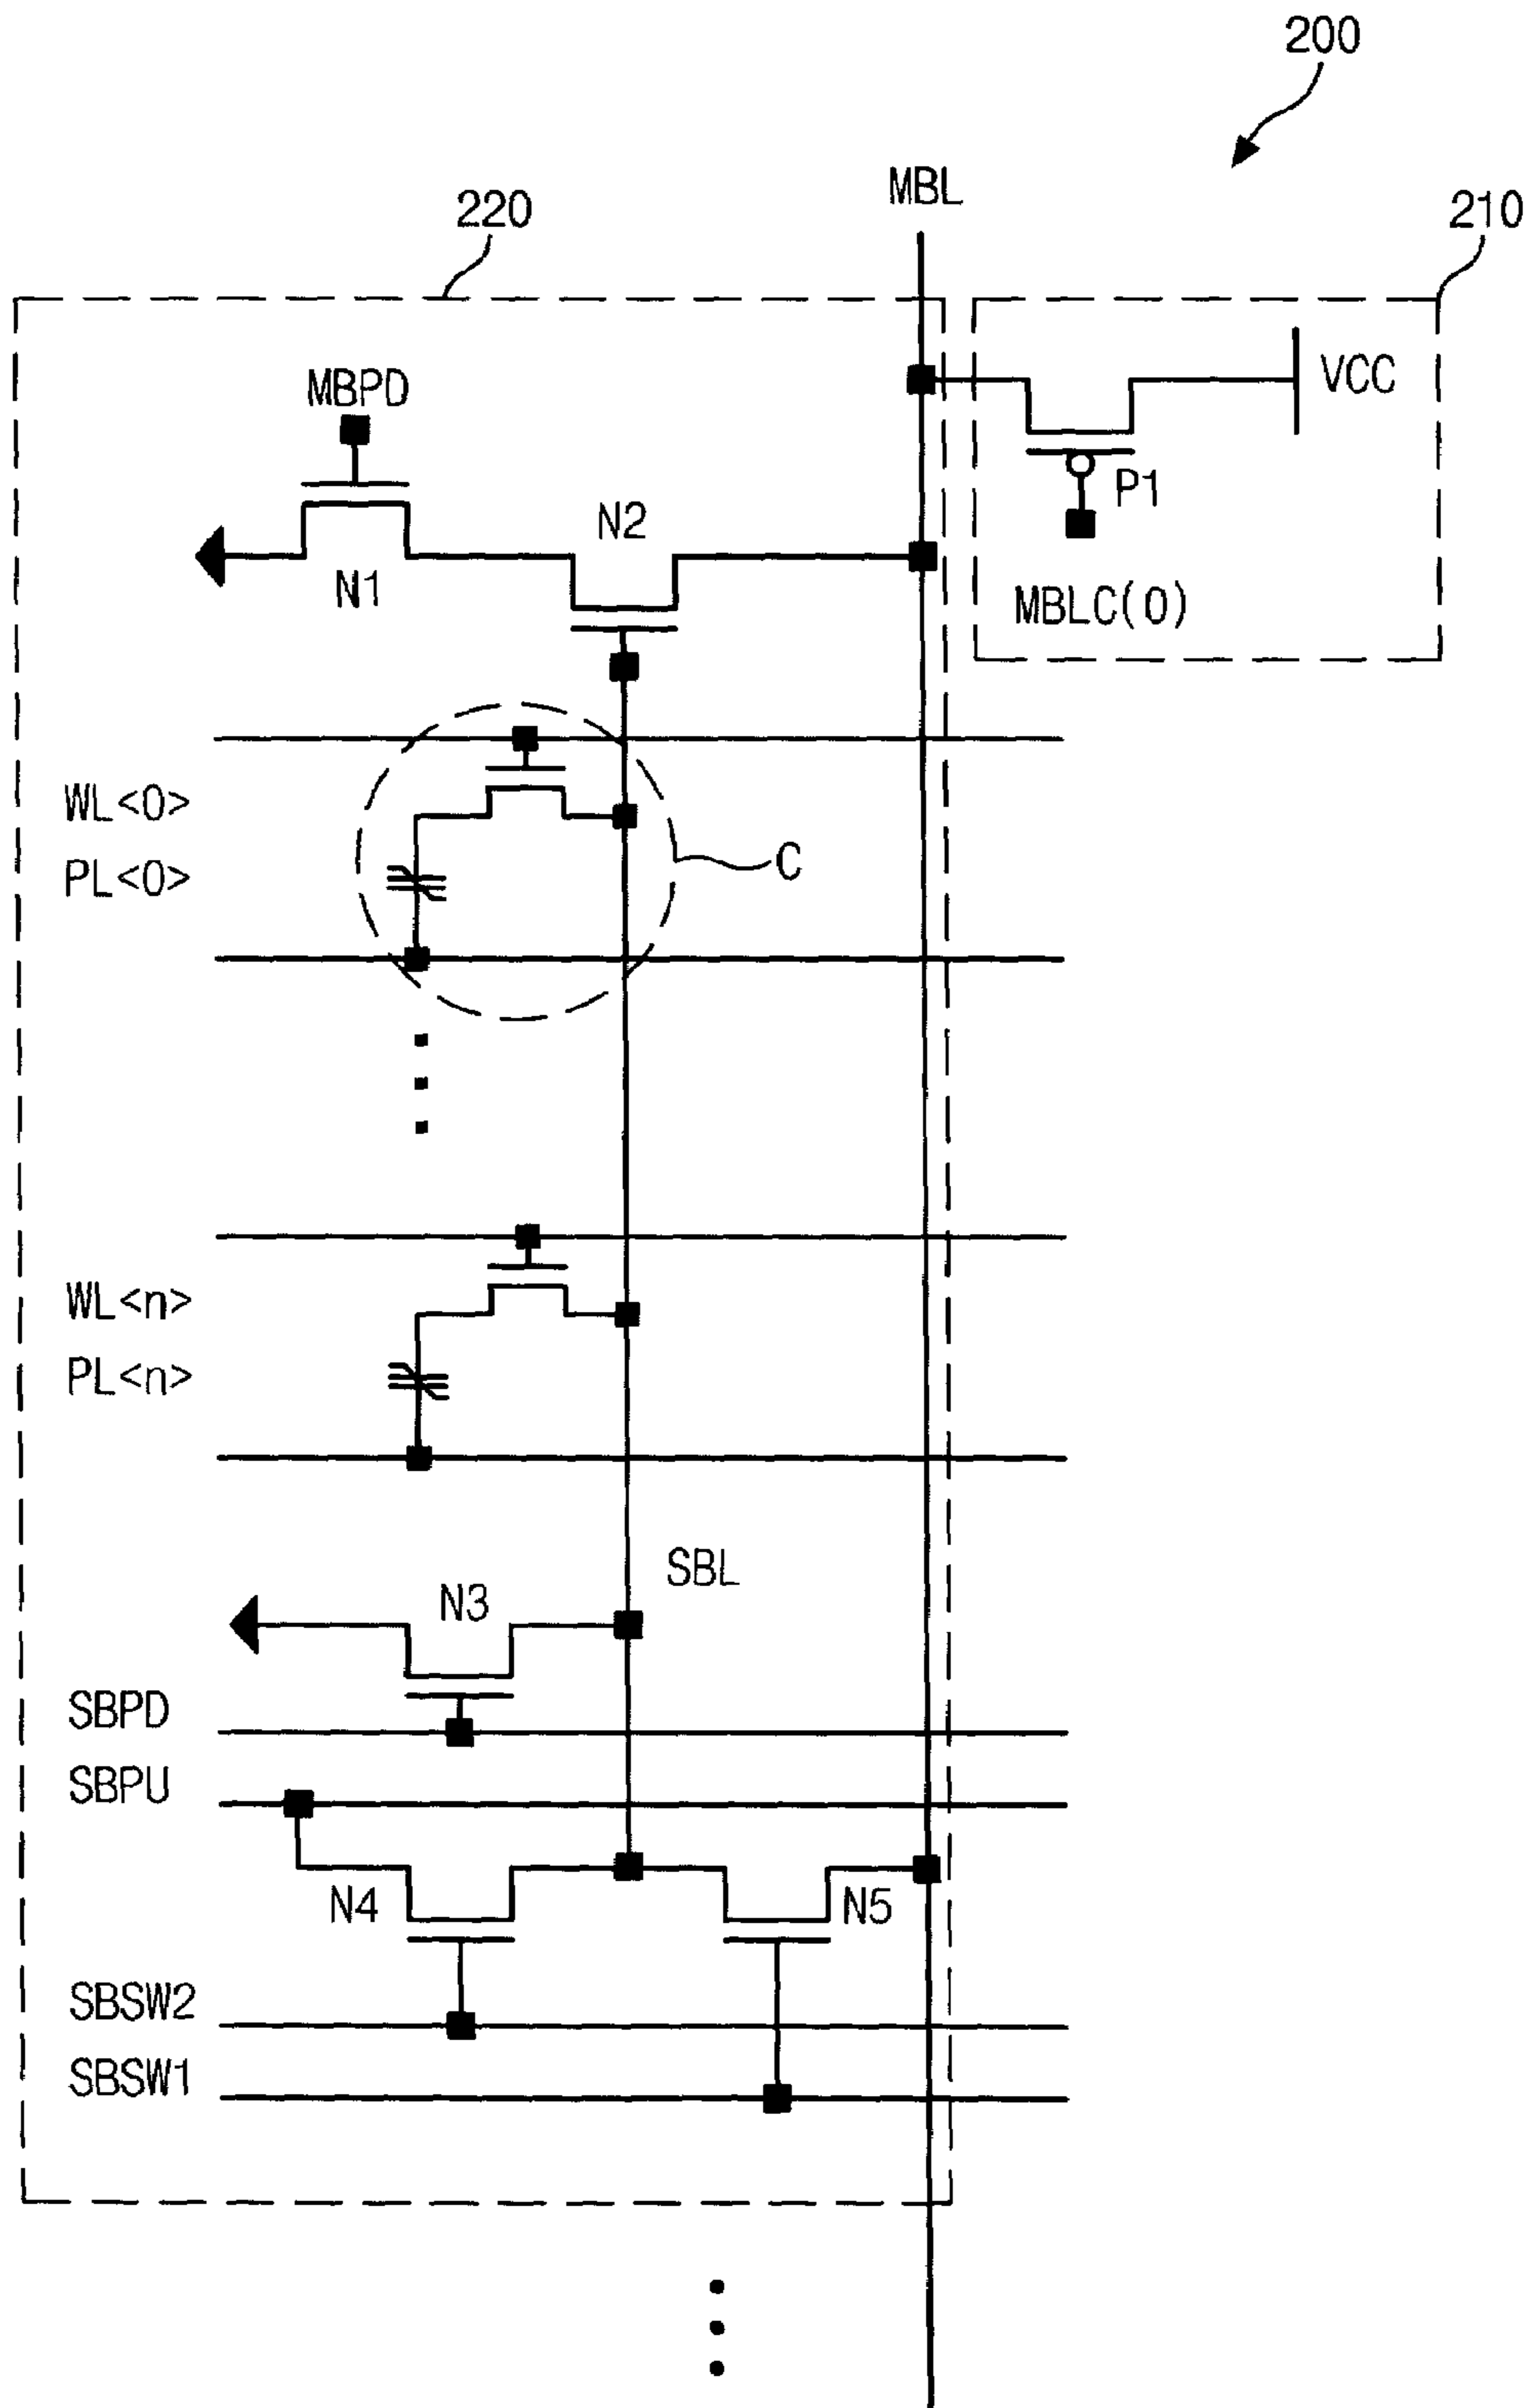 200
MBL
220
210
MBPD
VCC
P1
N2
N1
MBLC(0)
WL<0>
PL<0>
C
WL<n>
PL<n>
SBL
N3
SBPD
SBPU
N4
N5
SBSW2
SBSW1